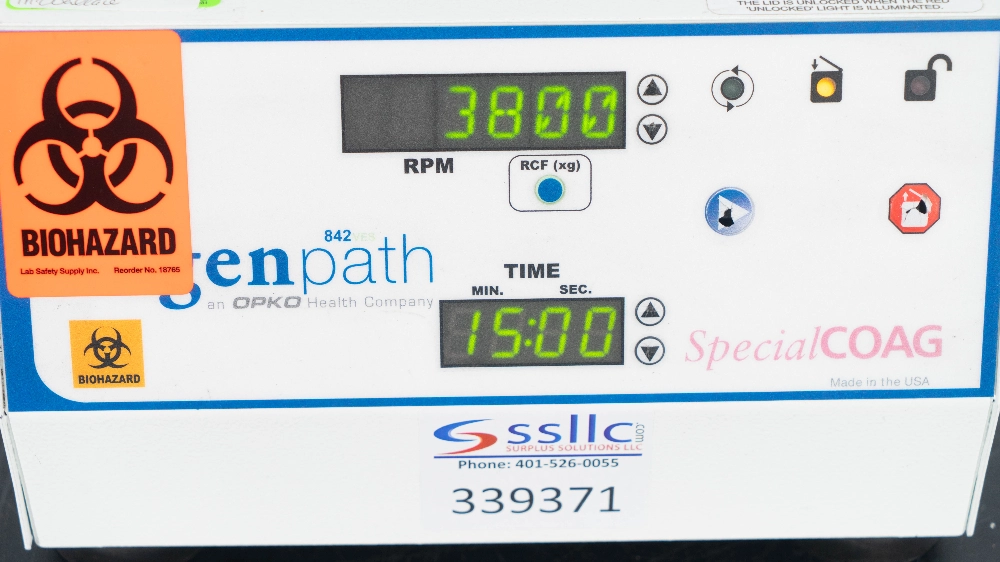 THE LID IS UNLOCKED WHEN THE RED
'UNLOCKED' LIGHT IS ILLUMINATED.
3800
RPM
RCF (xg)
BIOHAZARD
Lab Safety Supply Inc. Reorder No. 18765
842
genpath
an OPKO Health Company
TIME
MIN. SEC.
15:00
BIOHAZARD
SpecialCOAG
Made in the USA
ssllc.com
SURPLUS SOLUTIONS LLC
Phone: 401-526-0055
339371